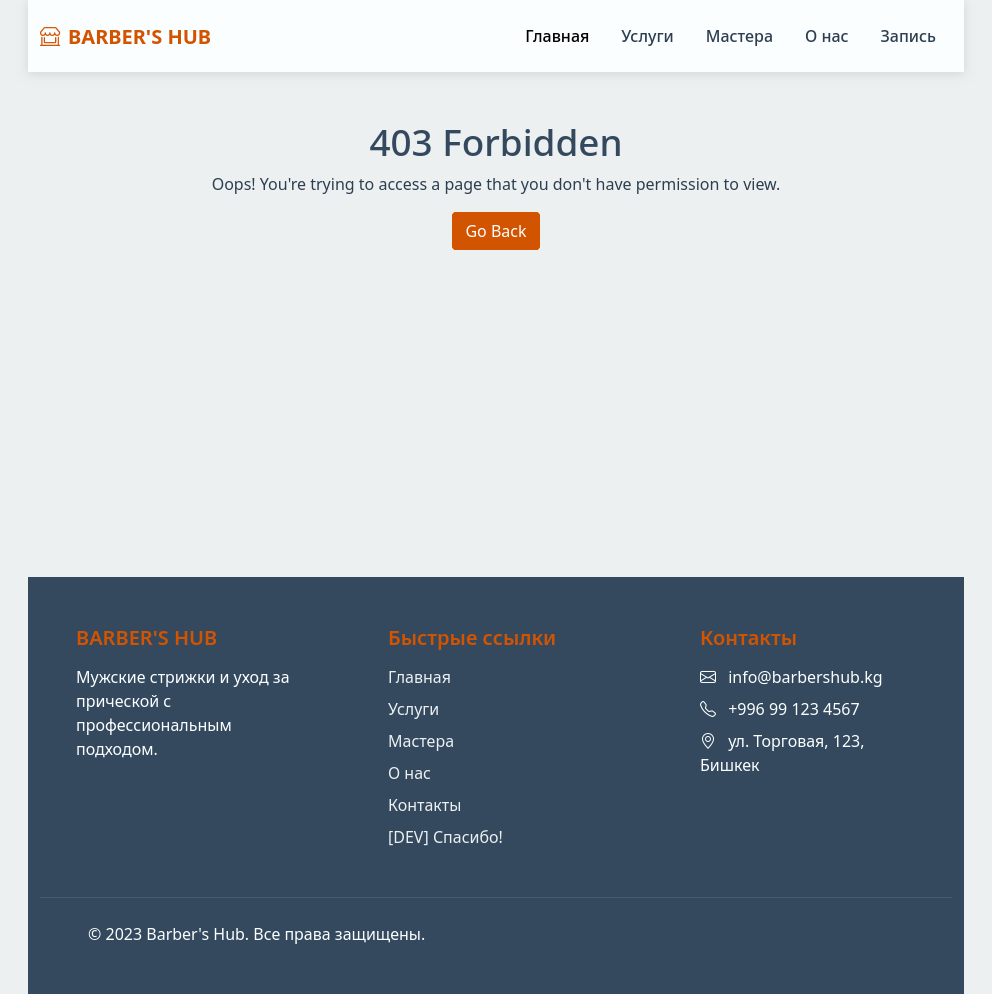 BARBER'S HUB
Главная
Услуги
Мастера
О нас
Запись
403 Forbidden
Oops! You're trying to access a page that you don't have permission to view.
Go Back
BARBER'S HUB
Мужские стрижки и уход за
прической с
профессиональным
подходом.
Быстрые ссылки
Главная
Услуги
Мастера
О нас
Контакты
[DEV] Спасибо!
Контакты
info@barbershub.kg
+996 99 123 4567
ул. Торговая, 123,
Бишкек
© 2023 Barber's Hub. Все права защищены.